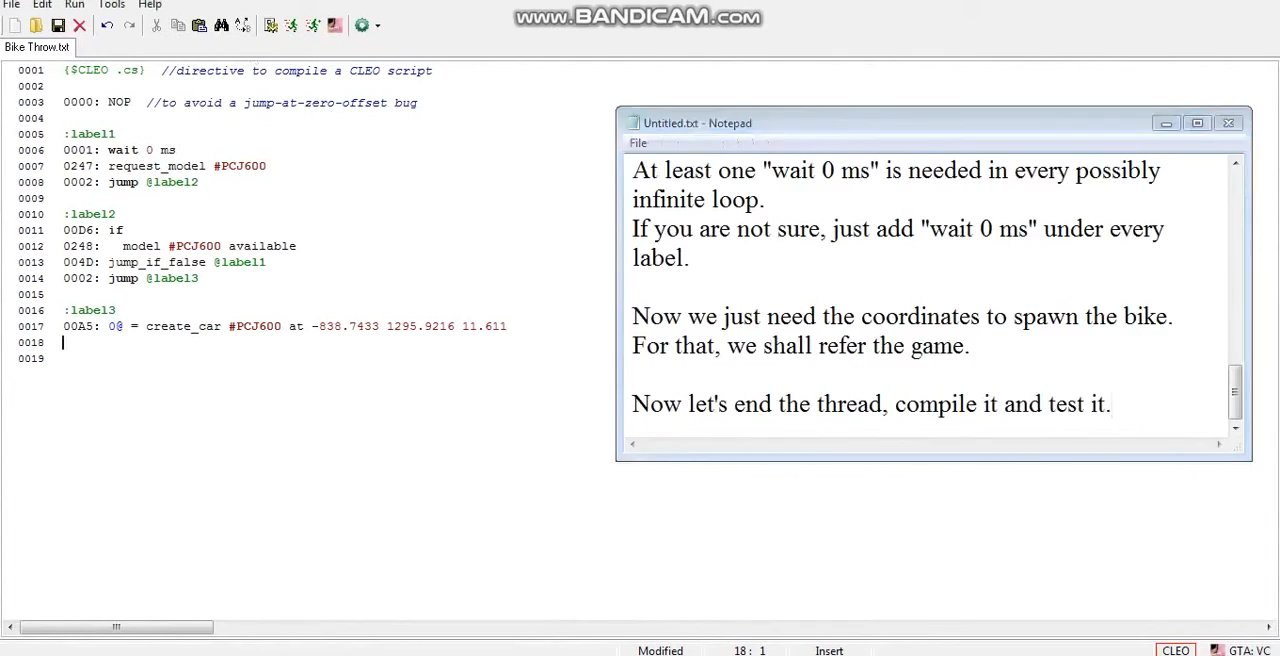 File Edit Run Tools Help
www.BANDICAM.com
Bike Throw.txt
0001 {$CLEO .cs} //directive to compile a CLEO script
0002
0003 0000: NOP //to avoid a jump-at-zero-offset bug
0004
0005 :label1
0006 0001: wait 0 ms
0007 0247: request_model #PCJ600
0008 0002: jump @label2
0009
0010 :label2
0011 00D6: if
0012 0248: model #PCJ600 available
0013 004D: jump_if_false @label1
0014 0002: jump @label3
0015
0016 :label3
0017 00A5: 0@ = create_car #PCJ600 at -838.7433 1295.9216 11.611
0018
0019
Untitled.txt - Notepad
File
At least one "wait 0 ms" is needed in every possibly
infinite loop.
If you are not sure, just add "wait 0 ms" under every
label.
Now we just need the coordinates to spawn the bike.
For that, we shall refer the game.
Now let's end the thread, compile it and test it.
Modified 18: 1 Insert CLEO GTA: VC